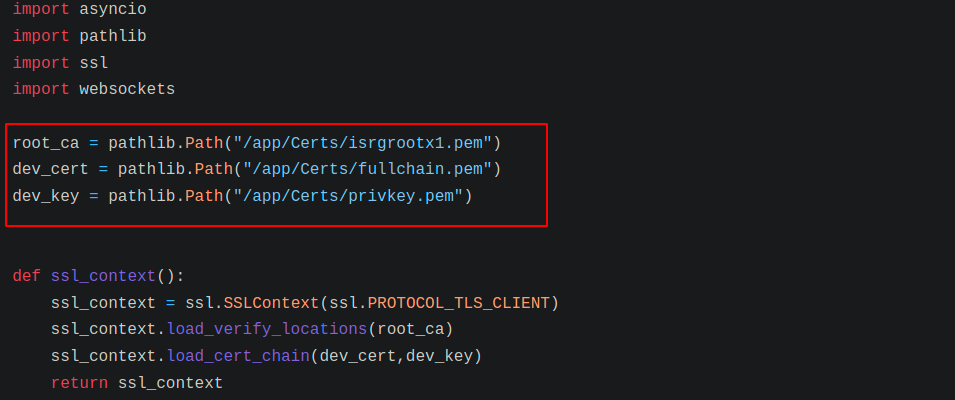 import asyncio
import pathlib
import ssl
import websockets
root_ca = pathlib.Path("/app/Certs/isrgrootx1.pem")
dev_cert = pathlib.Path("/app/Certs/fullchain.pem")
dev_key = pathlib.Path("/app/Certs/privkey.pem")
def ssl_context():
    ssl_context = ssl.SSLContext(ssl.PROTOCOL_TLS_CLIENT)
    ssl_context.load_verify_locations(root_ca)
    ssl_context.load_cert_chain(dev_cert,dev_key)
    return ssl_context